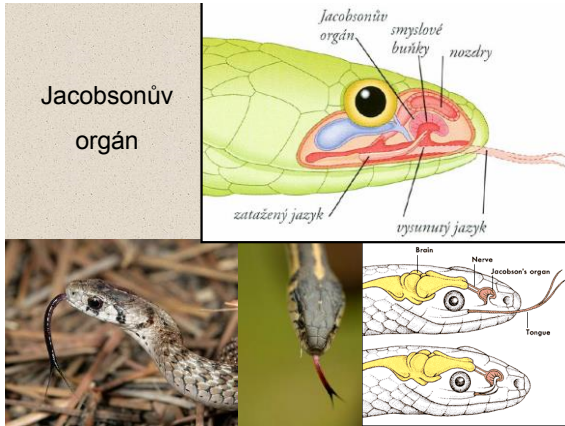 Jacobsonův
orgán
Jacobsonův
orgán
smyslové
buňky
nozdry
zatažený jazyk
vysunutý jazyk
Brain
Nerve
Jacobson's organ
Tongue